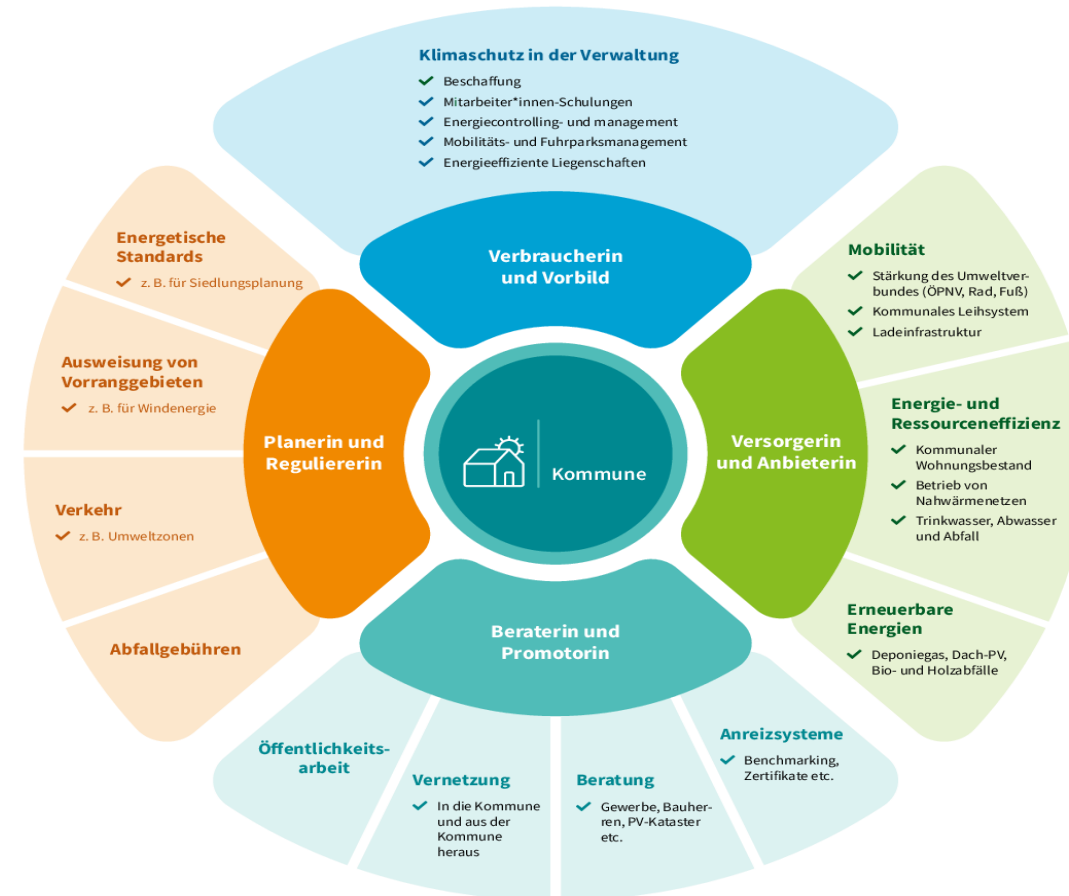 Klimaschutz in der Verwaltung
Beschaffung
Mitarbeiter*innen-Schulungen
Energiecontrolling- und management
Mobilitäts- und Fuhrparksmanagement
Energieeffiziente Liegenschaften
Verbraucherin
und Vorbild
Energetische
Standards
z. B. für Siedlungsplanung
Ausweisung von
Vorranggebieten
z. B. für Windenergie
Verkehr
z. B. Umweltzonen
Abfallgebühren
Planerin und
Reguliererin
Kommune
Versorgerin
und Anbieterin
Mobilität
Stärkung des Umweltver-
bundes (ÖPNV, Rad, Fuß)
Kommunales Leihsystem
Ladeinfrastruktur
Energie- und
Ressourceneffizienz
Kommunaler
Wohnungsbestand
Betrieb von
Nahwärmenetzen
Trinkwasser, Abwasser
und Abfall
Erneuerbare
Energien
Deponiegas, Dach-PV,
Bio- und Holzabfälle
Beraterin und
Promotorin
Öffentlichkeits-
arbeit
Vernetzung
In die Kommune
und aus der
Kommune
heraus
Beratung
Gewerbe, Bauher-
ren, PV-Kataster
etc.
Anreizsysteme
Benchmarking,
Zertifikate etc.